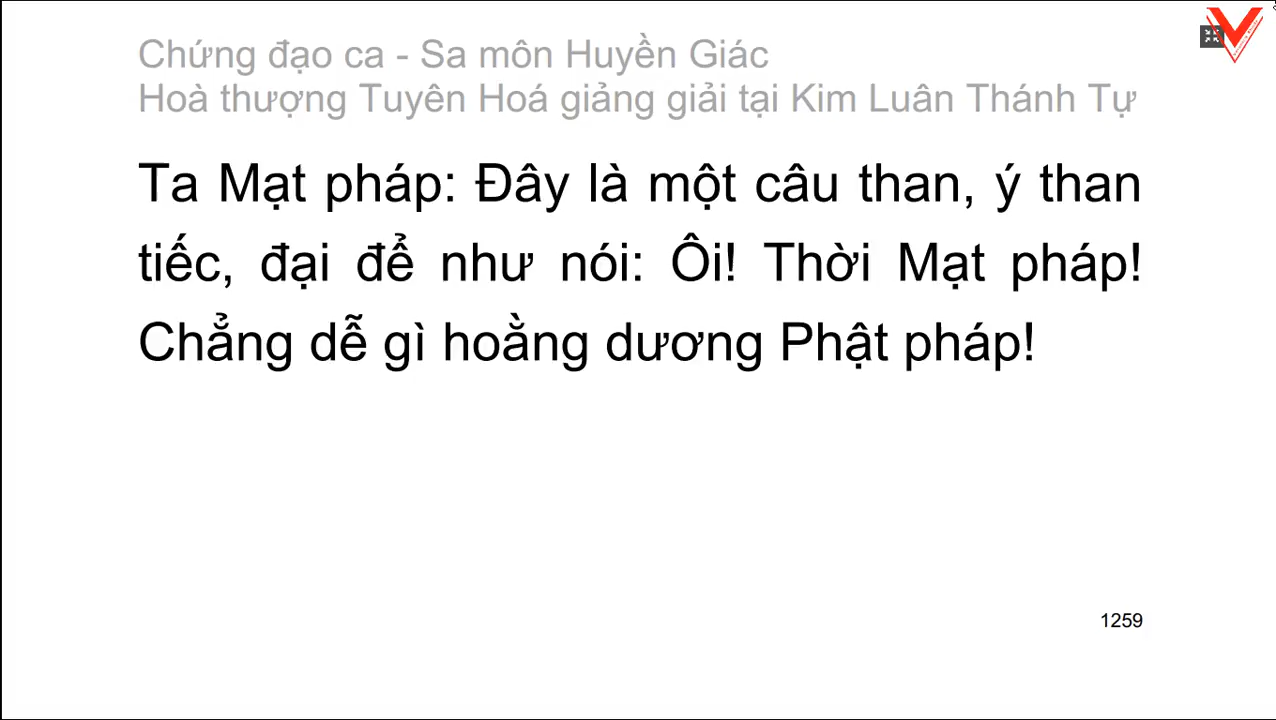 Chứng đạo ca - Sa môn Huyền Giác
Hoà thượng Tuyên Hoá giảng giải tại Kim Luân Thánh Tự
Ta Mạt pháp: Đây là một câu than, ý than
tiếc, đại để như nói: Ôi! Thời Mạt pháp!
Chẳng dễ gì hoằng dương Phật pháp!
1259